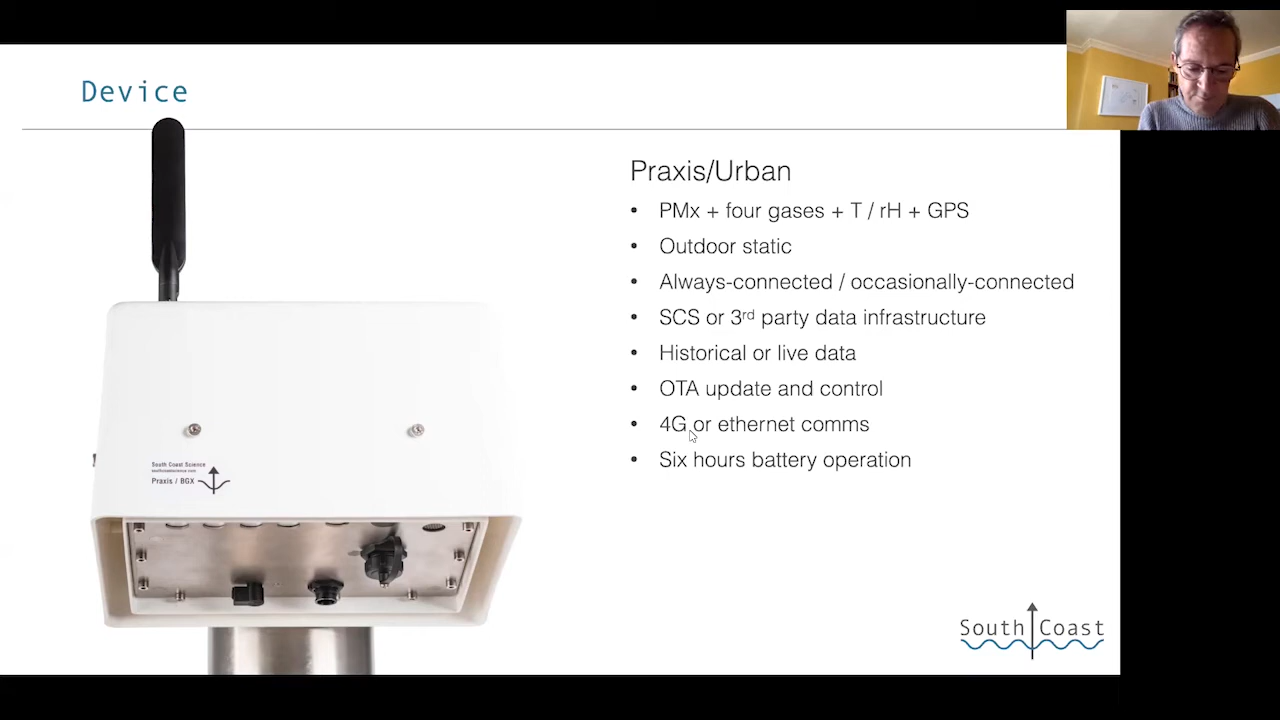 Device
Praxis/Urban
• PMx + four gases + T / rH + GPS
• Outdoor static
• Always-connected / occasionally-connected
• SCS or 3rd party data infrastructure
• Historical or live data
• OTA update and control
• 4G or ethernet comms
• Six hours battery operation
South Coast Science
southcoastscience.com
Praxis / BGX
South Coast